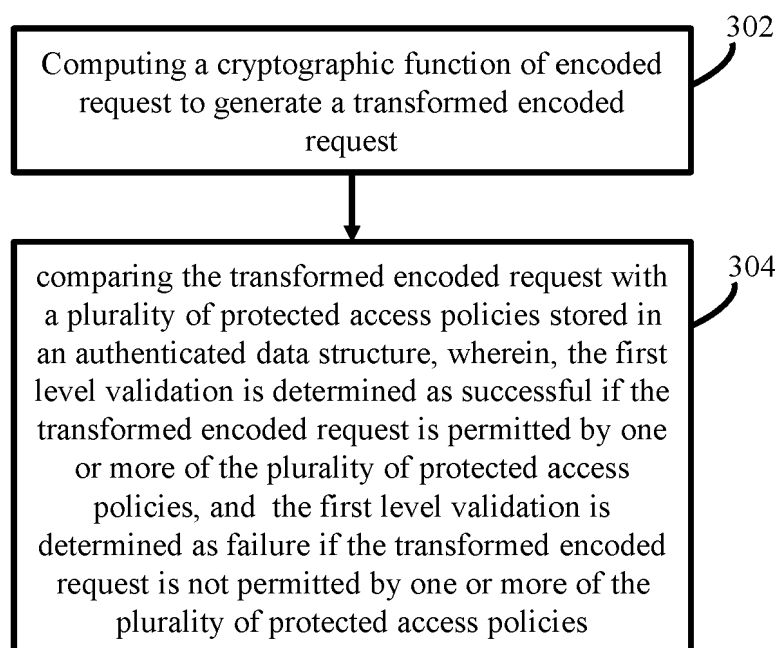 302
Computing a cryptographic function of encoded
request to generate a transformed encoded
request
304
comparing the transformed encoded request with
a plurality of protected access policies stored in
an authenticated data structure, wherein, the first
level validation is determined as successful if the
transformed encoded request is permitted by one
or more of the plurality of protected access
policies, and the first level validation is
determined as failure if the transformed encoded
request is not permitted by one or more of the
plurality of protected access policies